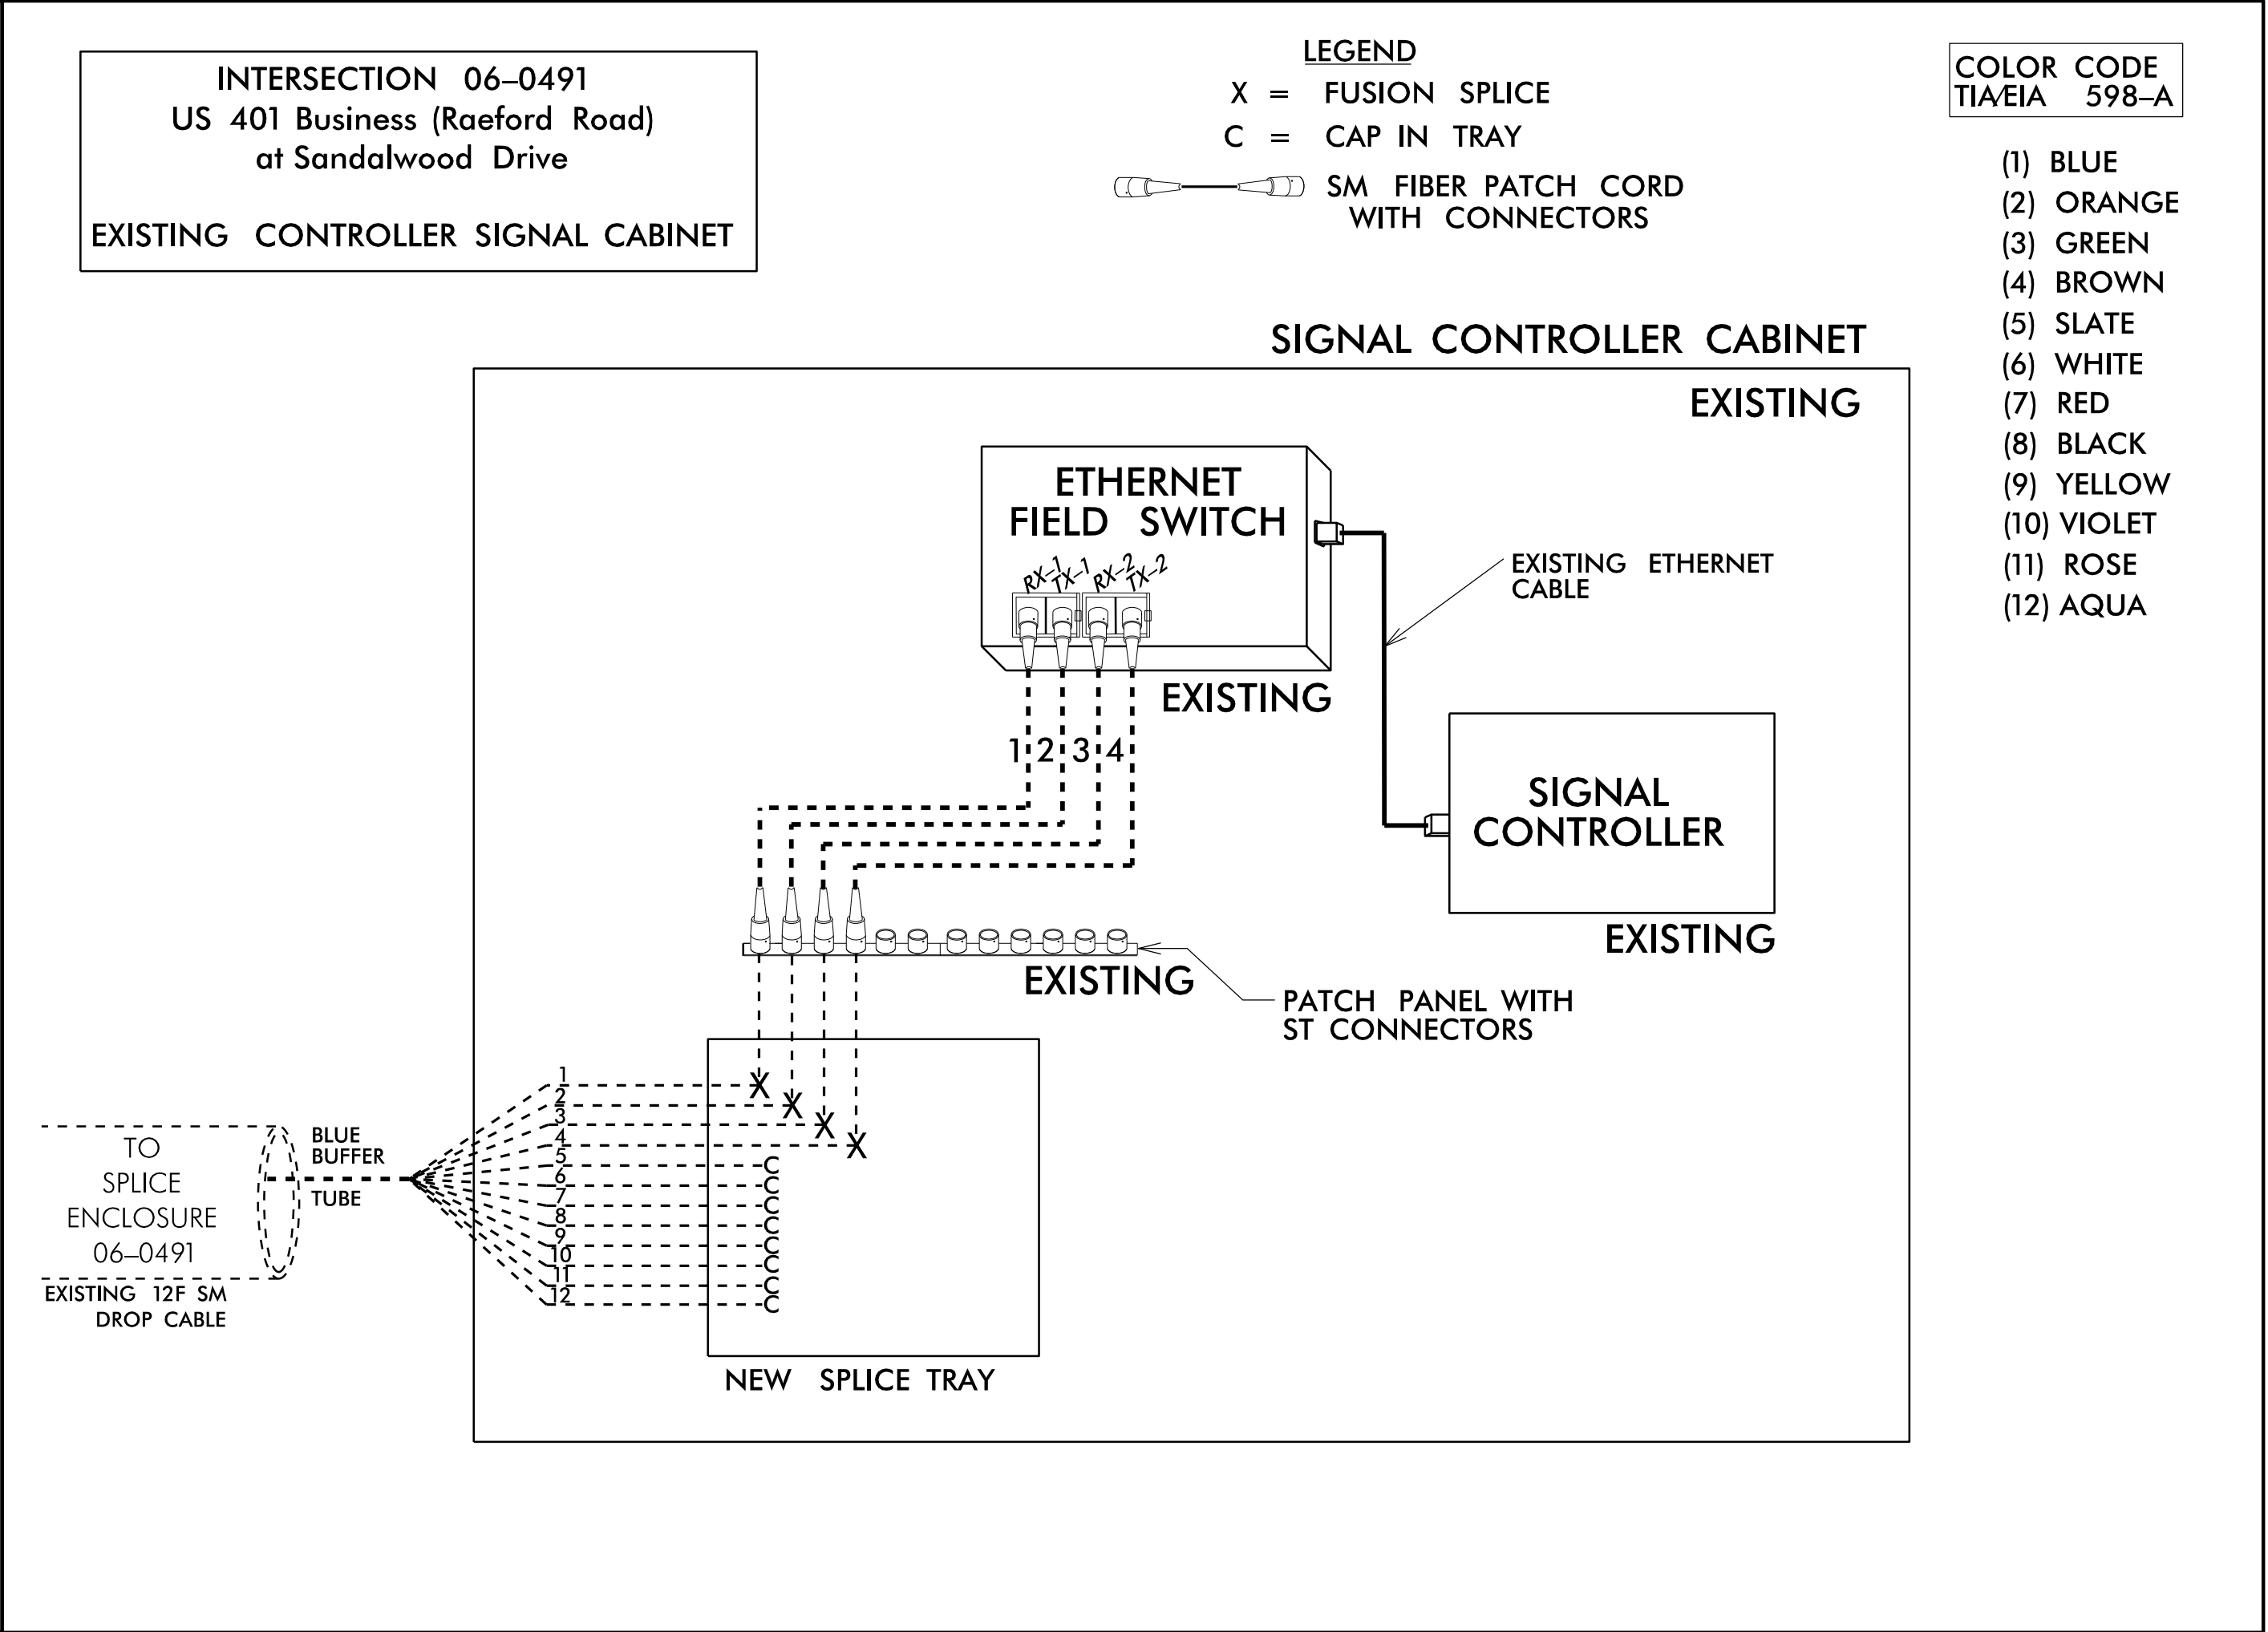 INTERSECTION 06–0491
US 401 Business (Raeford Road)
at Sandalwood Drive
EXISTING CONTROLLER SIGNAL CABINET
LEGEND
X = FUSION SPLICE
C = CAP IN TRAY
SM FIBER PATCH CORD
WITH CONNECTORS
COLOR CODE
TIA/EIA 598–A
(1) BLUE
(2) ORANGE
(3) GREEN
(4) BROWN
(5) SLATE
(6) WHITE
(7) RED
(8) BLACK
(9) YELLOW
(10) VIOLET
(11) ROSE
(12) AQUA
SIGNAL CONTROLLER CABINET
EXISTING
ETHERNET
FIELD SWITCH
RX–1
TX–1
RX–2
TX–2
EXISTING
EXISTING ETHERNET
CABLE
1 2 3 4
SIGNAL
CONTROLLER
EXISTING
EXISTING
PATCH PANEL WITH
ST CONNECTORS
X
X
X
X
1
2
3
4
5
6
7
8
9
10
11
12
C
C
C
C
C
C
C
C
NEW SPLICE TRAY
BLUE
BUFFER
TUBE
TO
SPLICE
ENCLOSURE
06–0491
EXISTING 12F SM
DROP CABLE